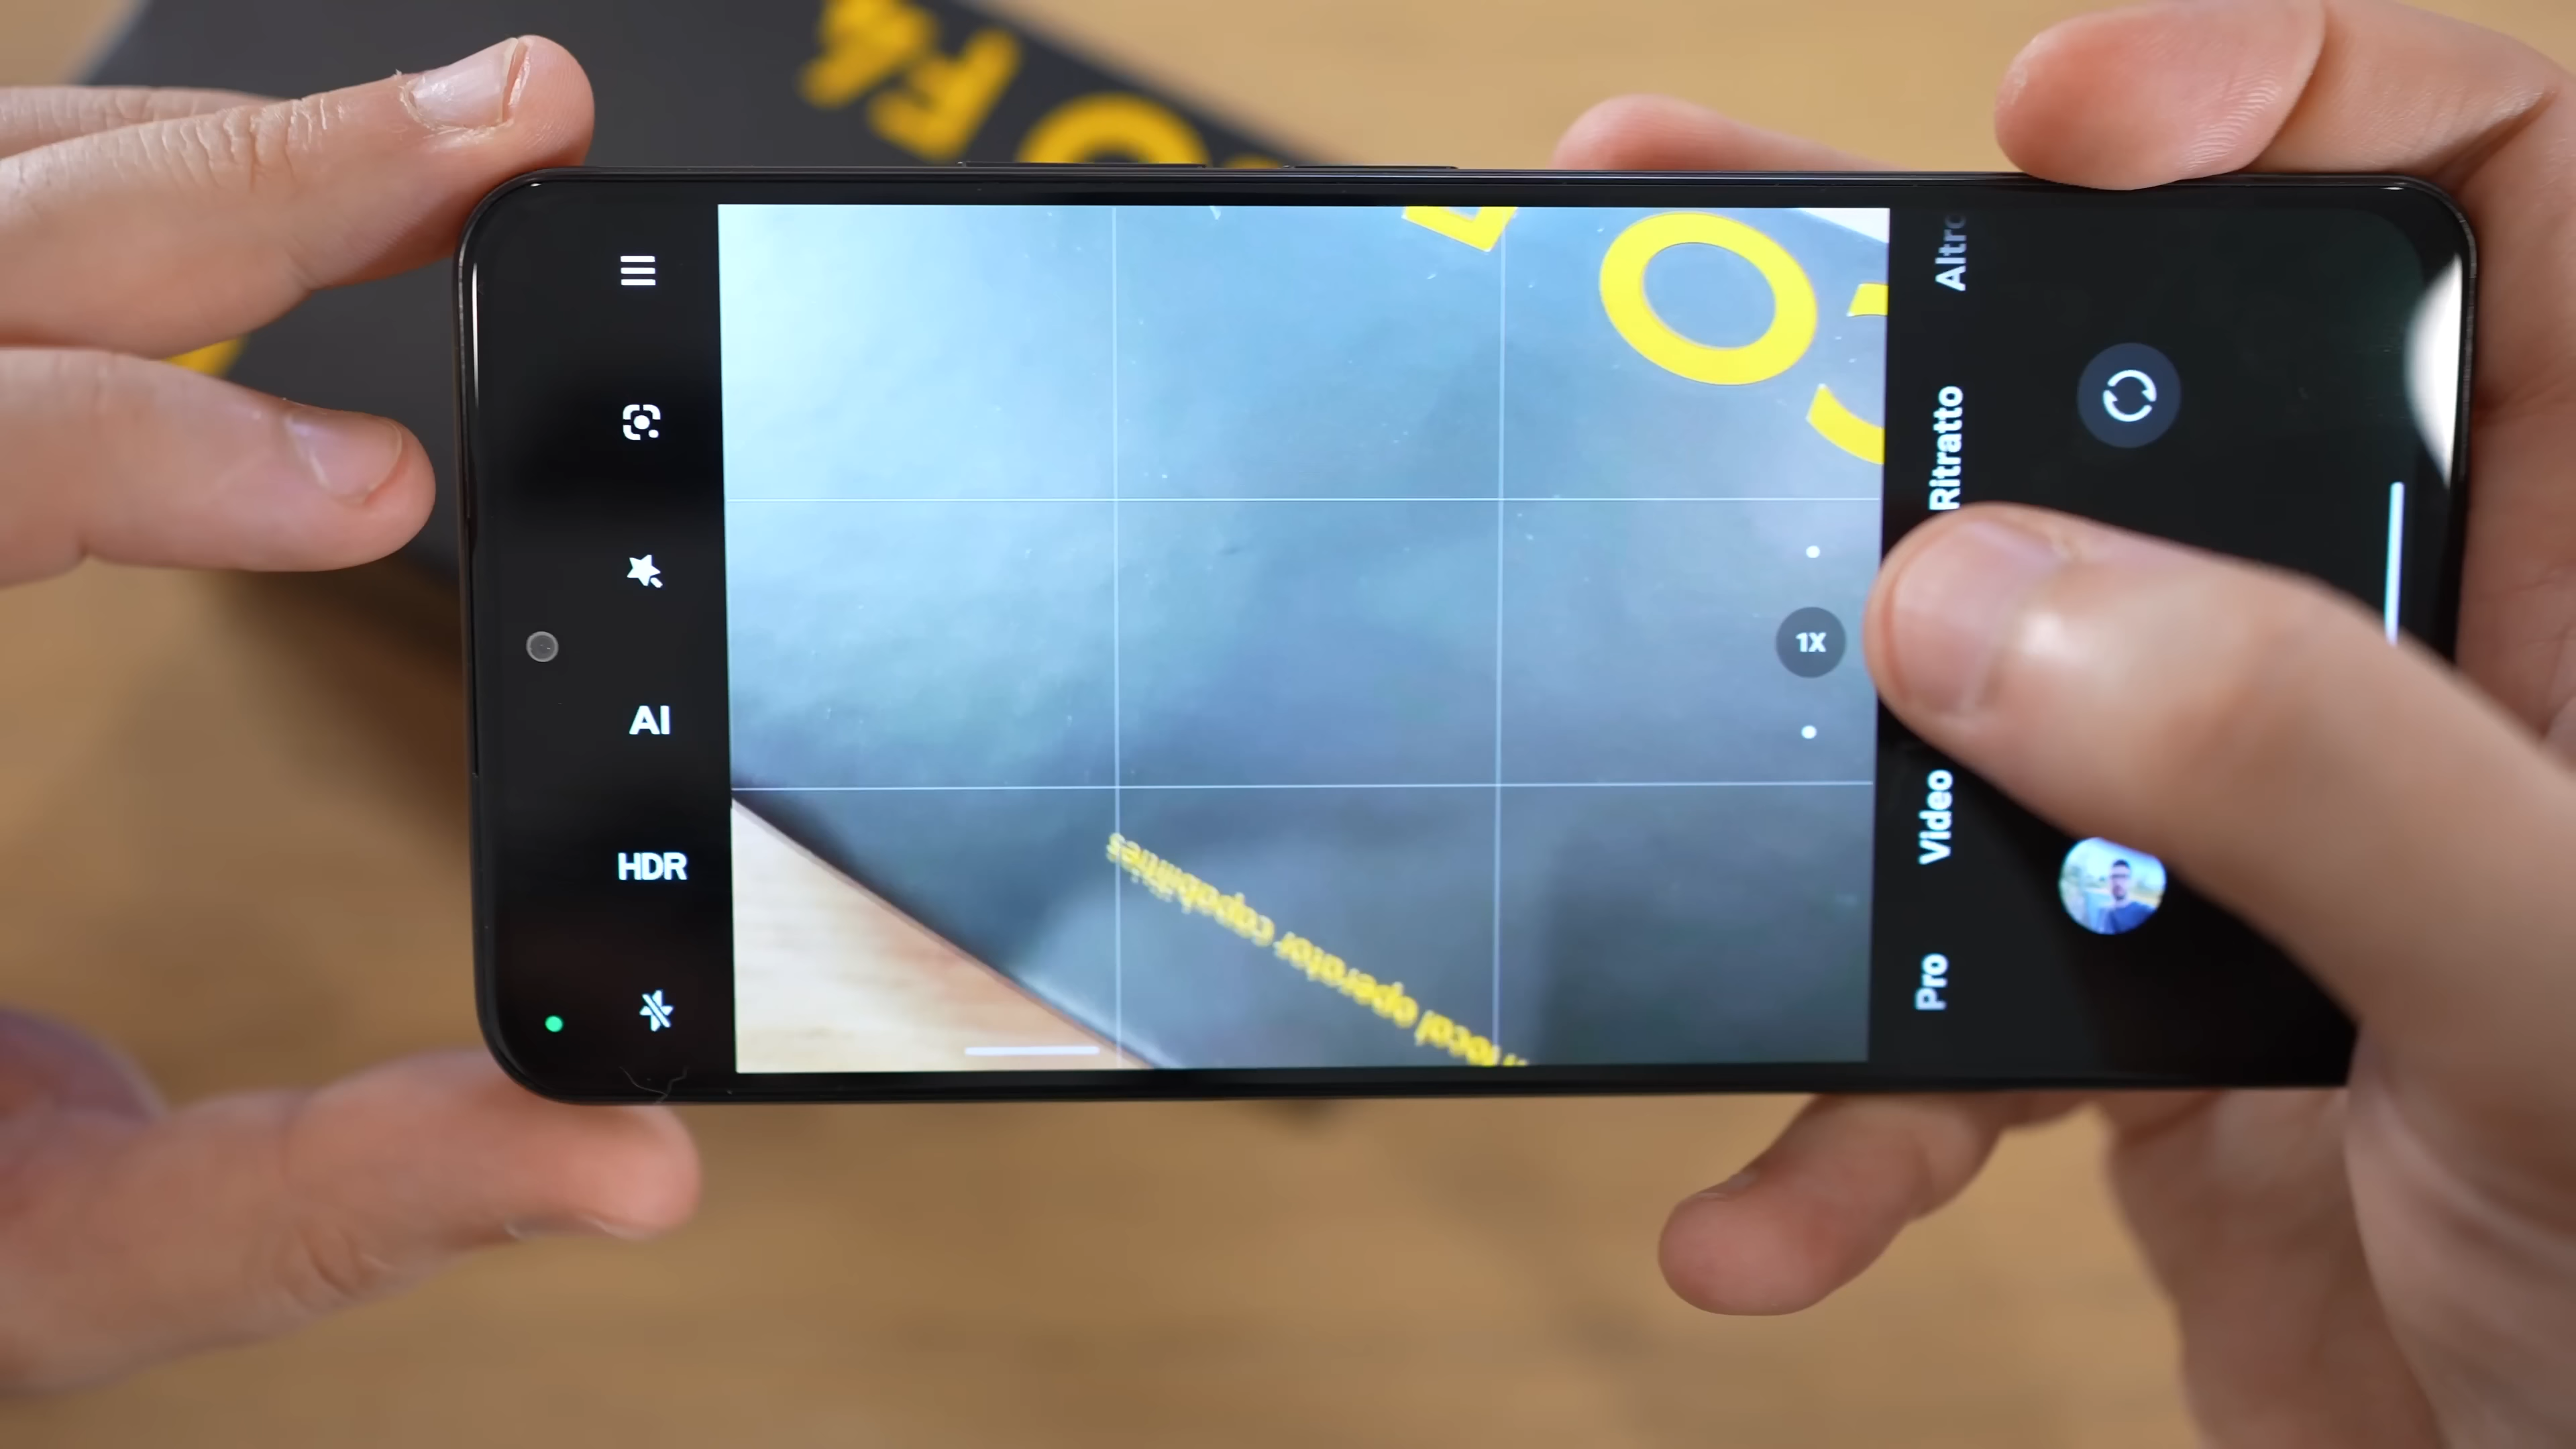 AI
HDR
1X
Altro
Ritratto
Video
Pro
local operator capabilities